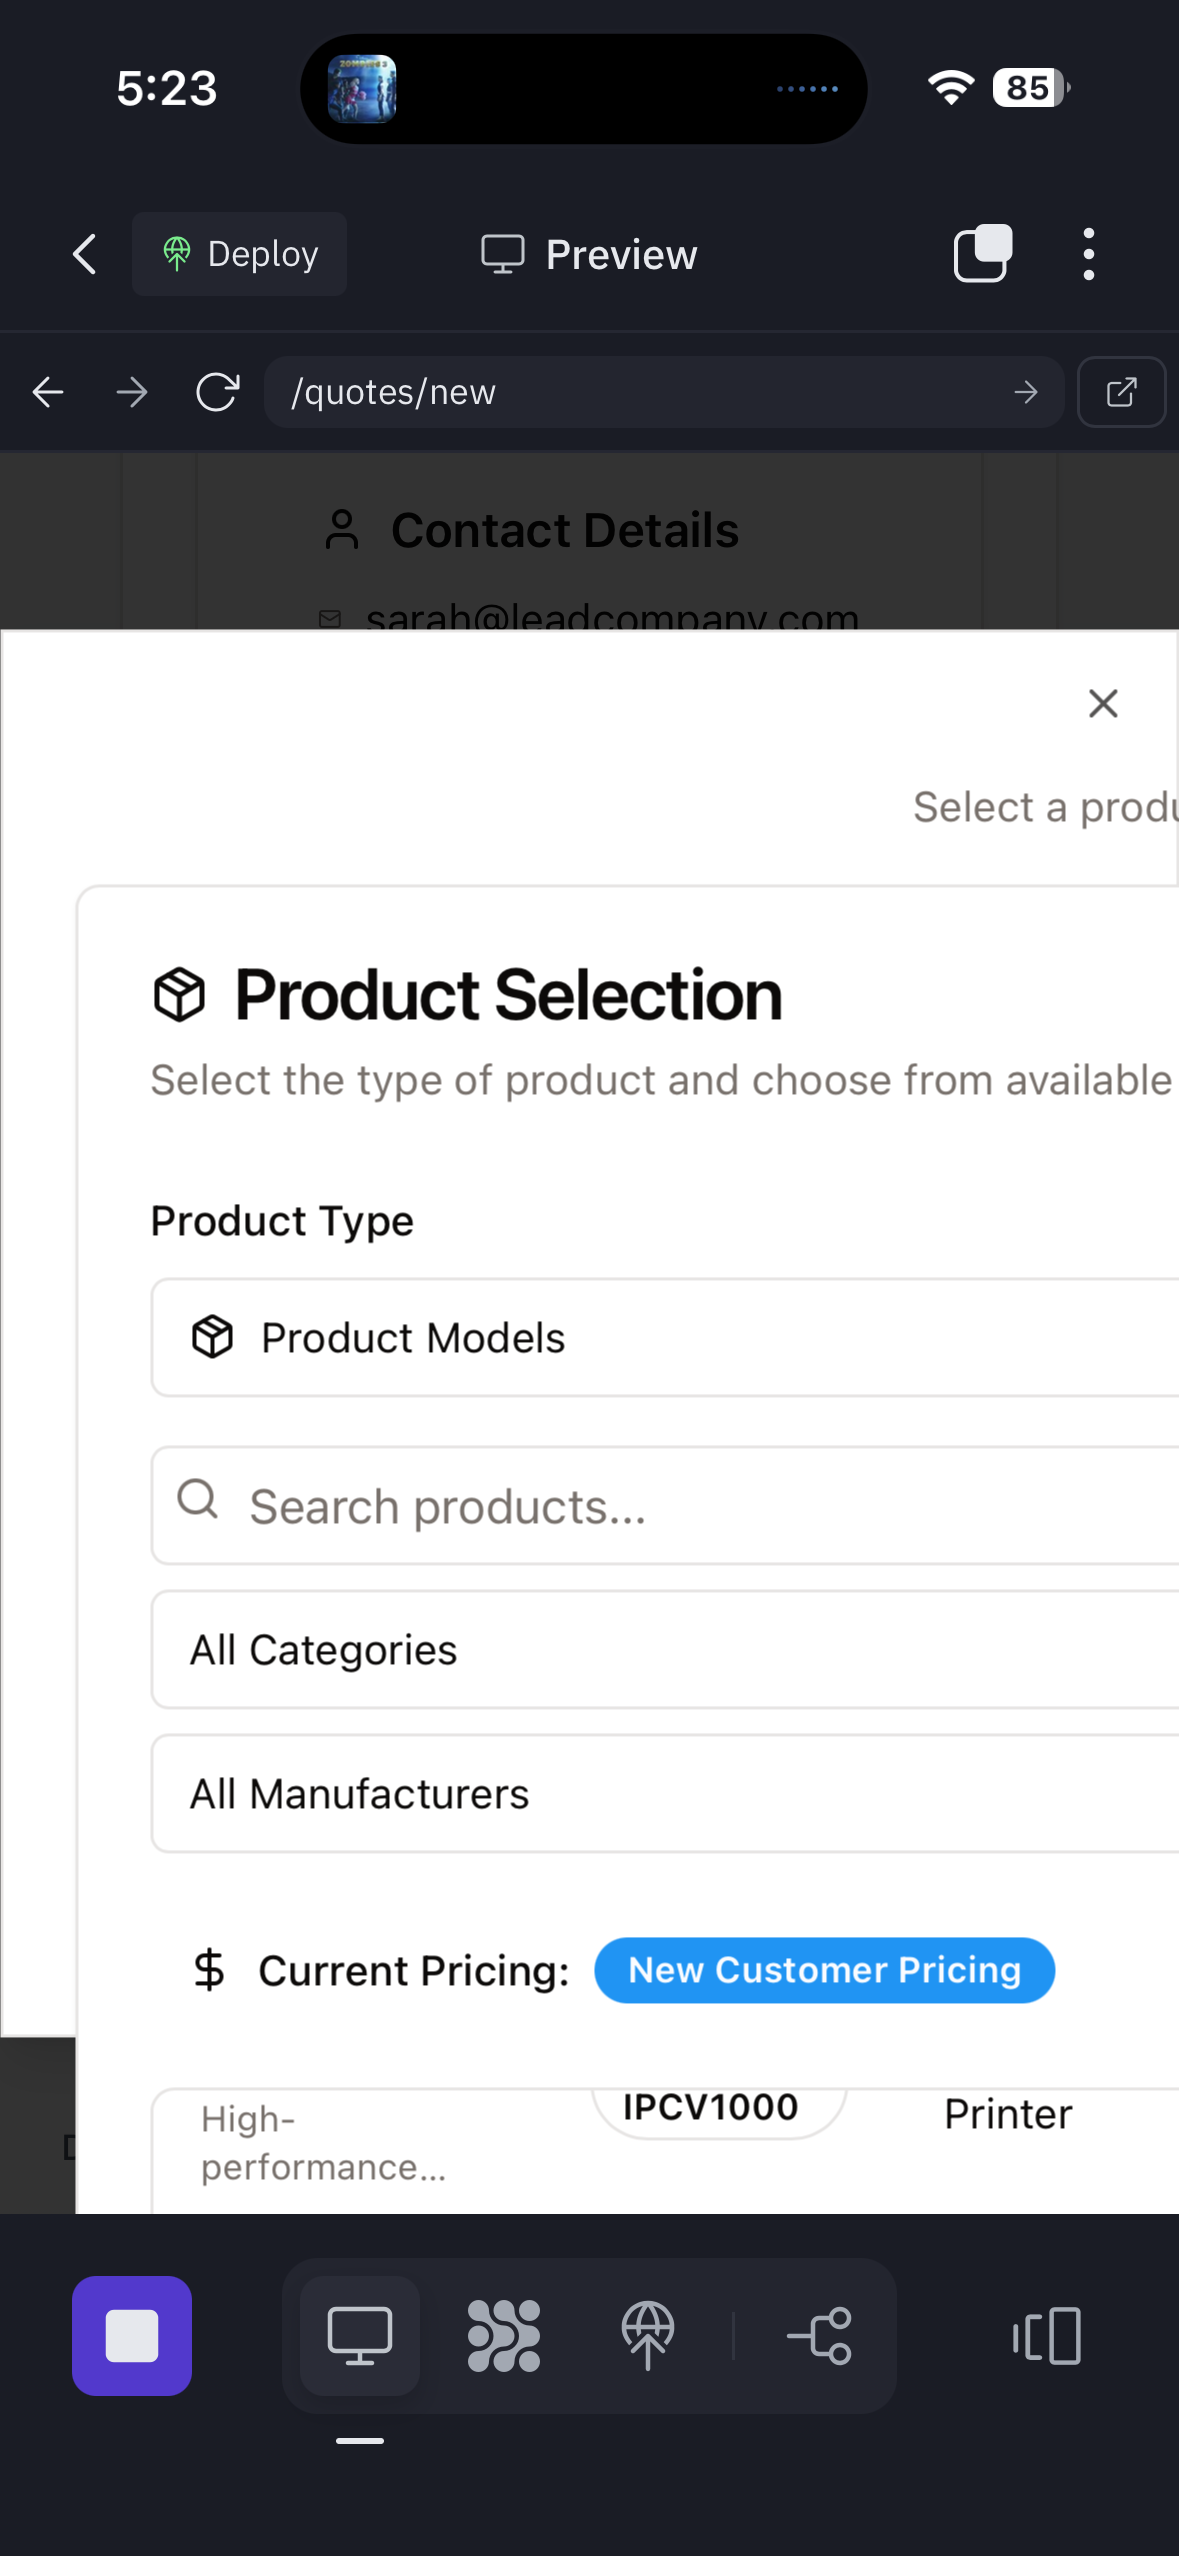 5:23
85
Deploy
Preview
/quotes/new
Contact Details
sarah@leadcompany.com
Select a produ
Product Selection
Select the type of product and choose from available
Product Type
Product Models
Search products...
All Categories
All Manufacturers
Current Pricing: New Customer Pricing
High-
performance...
IPCV1000
Printer